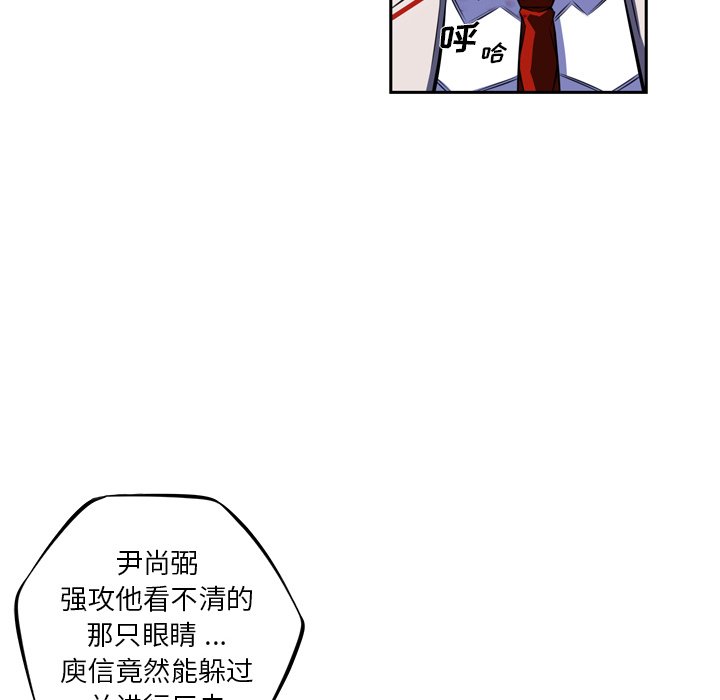 呼
哈
尹尚弼
强攻他看不清的
那只眼睛...
庾信竟然能躲过